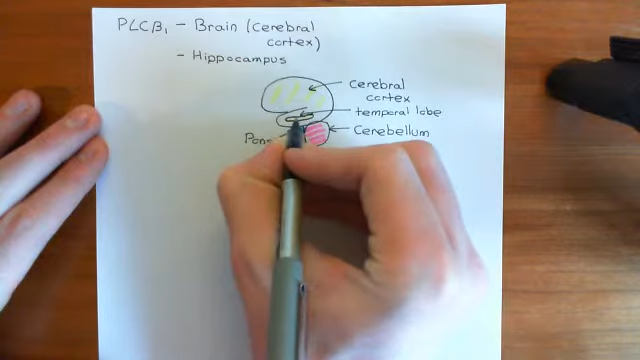 PLCβ₁ - Brain (cerebral
cortex)
- Hippocampus
cerebral
cortex
temporal lobe
Cerebellum
Pons